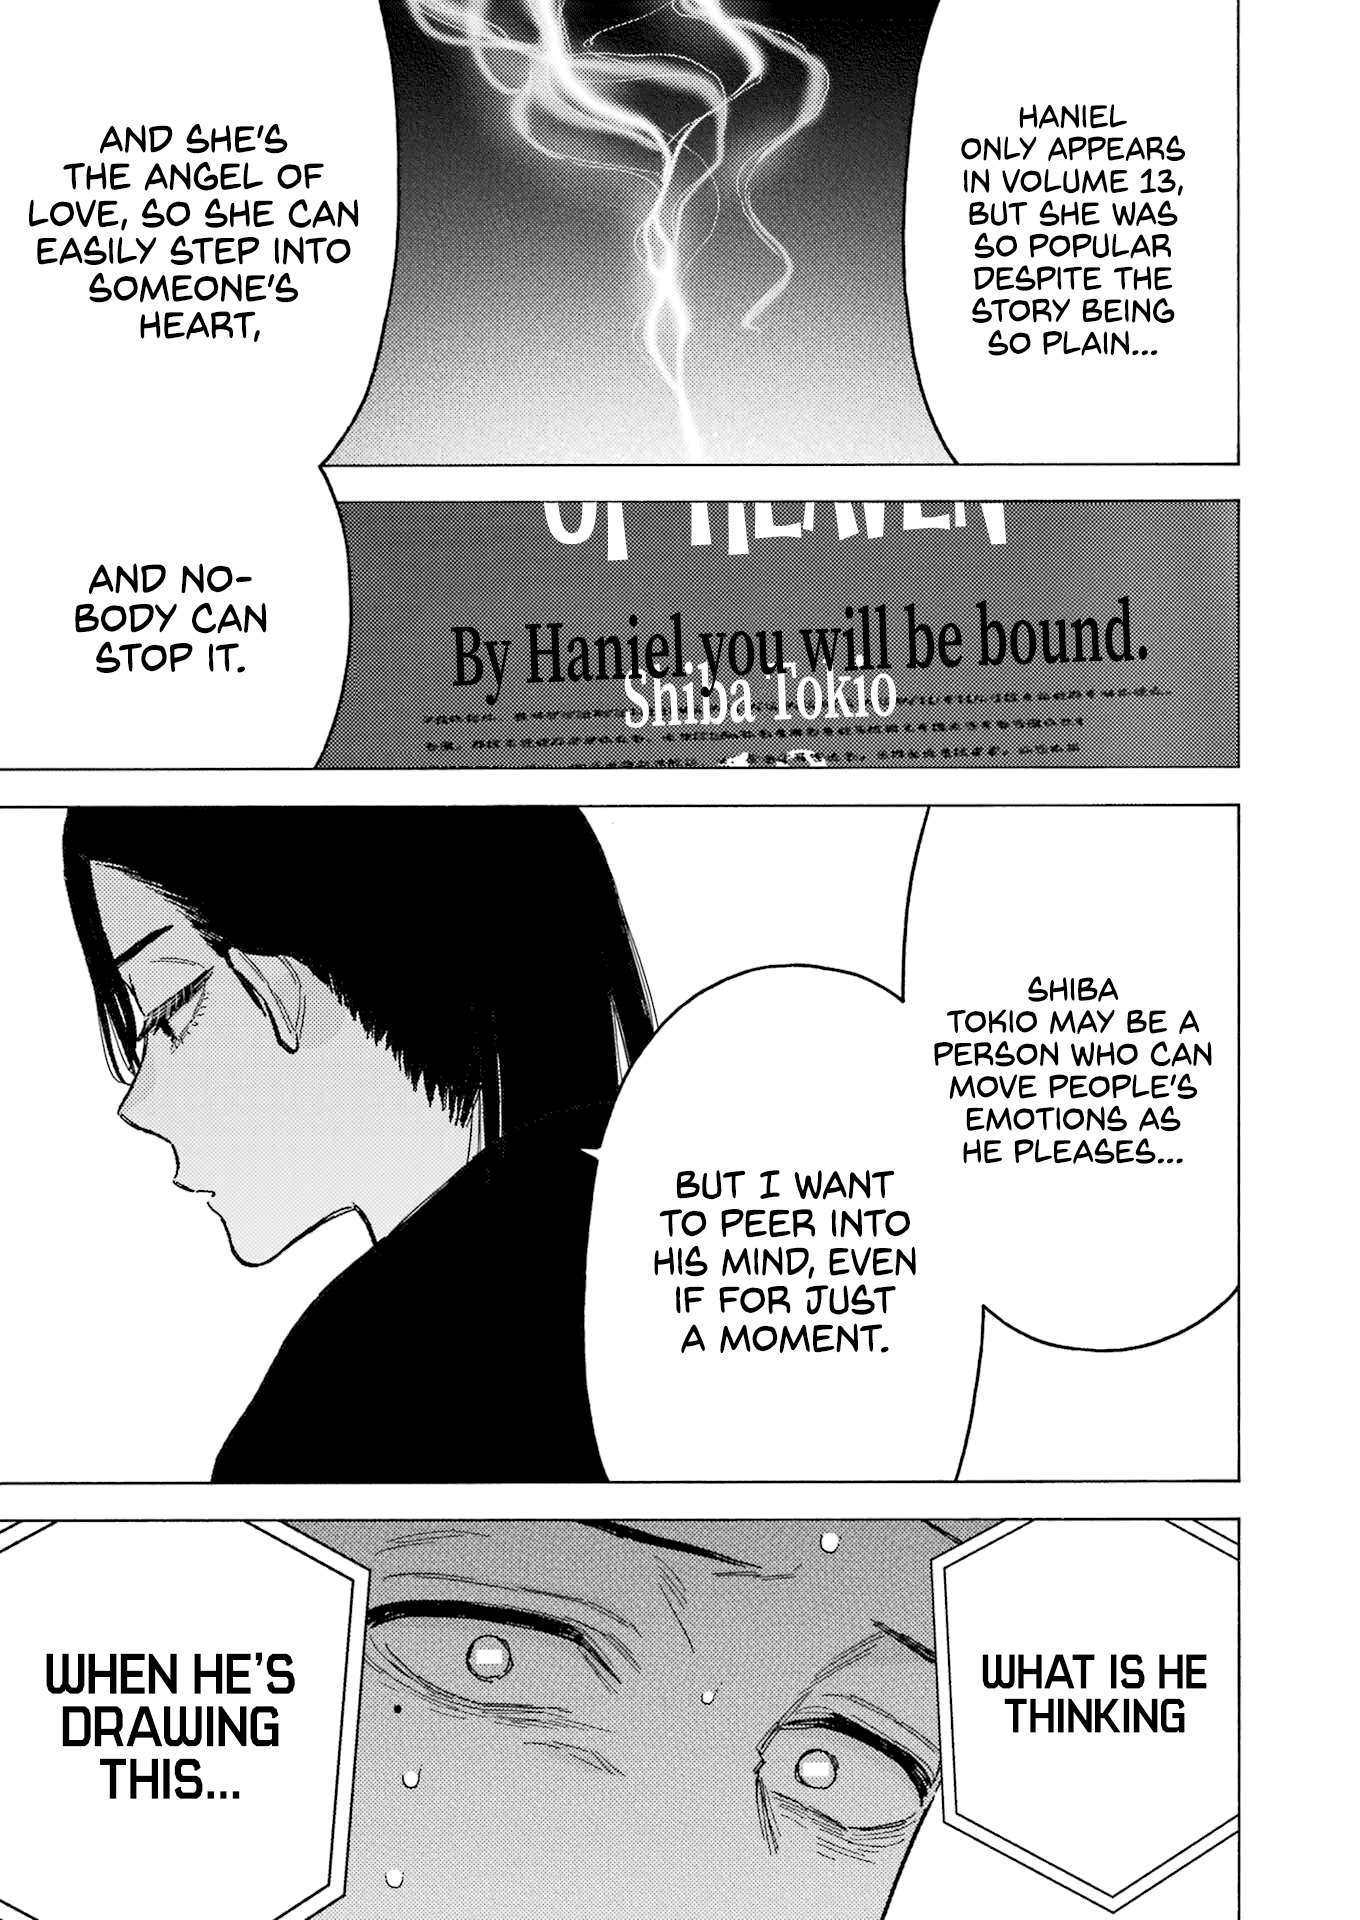 HANIEL
ONLY APPEARS
IN VOLUME 13,
BUT SHE WAS
SO POPULAR
DESPITE THE
STORY BEING
SO PLAIN...
AND SHE'S
THE ANGEL OF
LOVE, SO SHE CAN
EASILY STEP INTO
SOMEONE'S
HEART,
OF HEAVEN
By Haniel you will be bound.
Shiba Tokio
AND NO-
BODY CAN
STOP IT.
SHIBA
TOKIO MAY BE A
PERSON WHO CAN
MOVE PEOPLE'S
EMOTIONS AS
HE PLEASES...
BUT I WANT
TO PEER INTO
HIS MIND, EVEN
IF FOR JUST
A MOMENT.
WHAT IS HE
THINKING
WHEN HE'S
DRAWING
THIS...